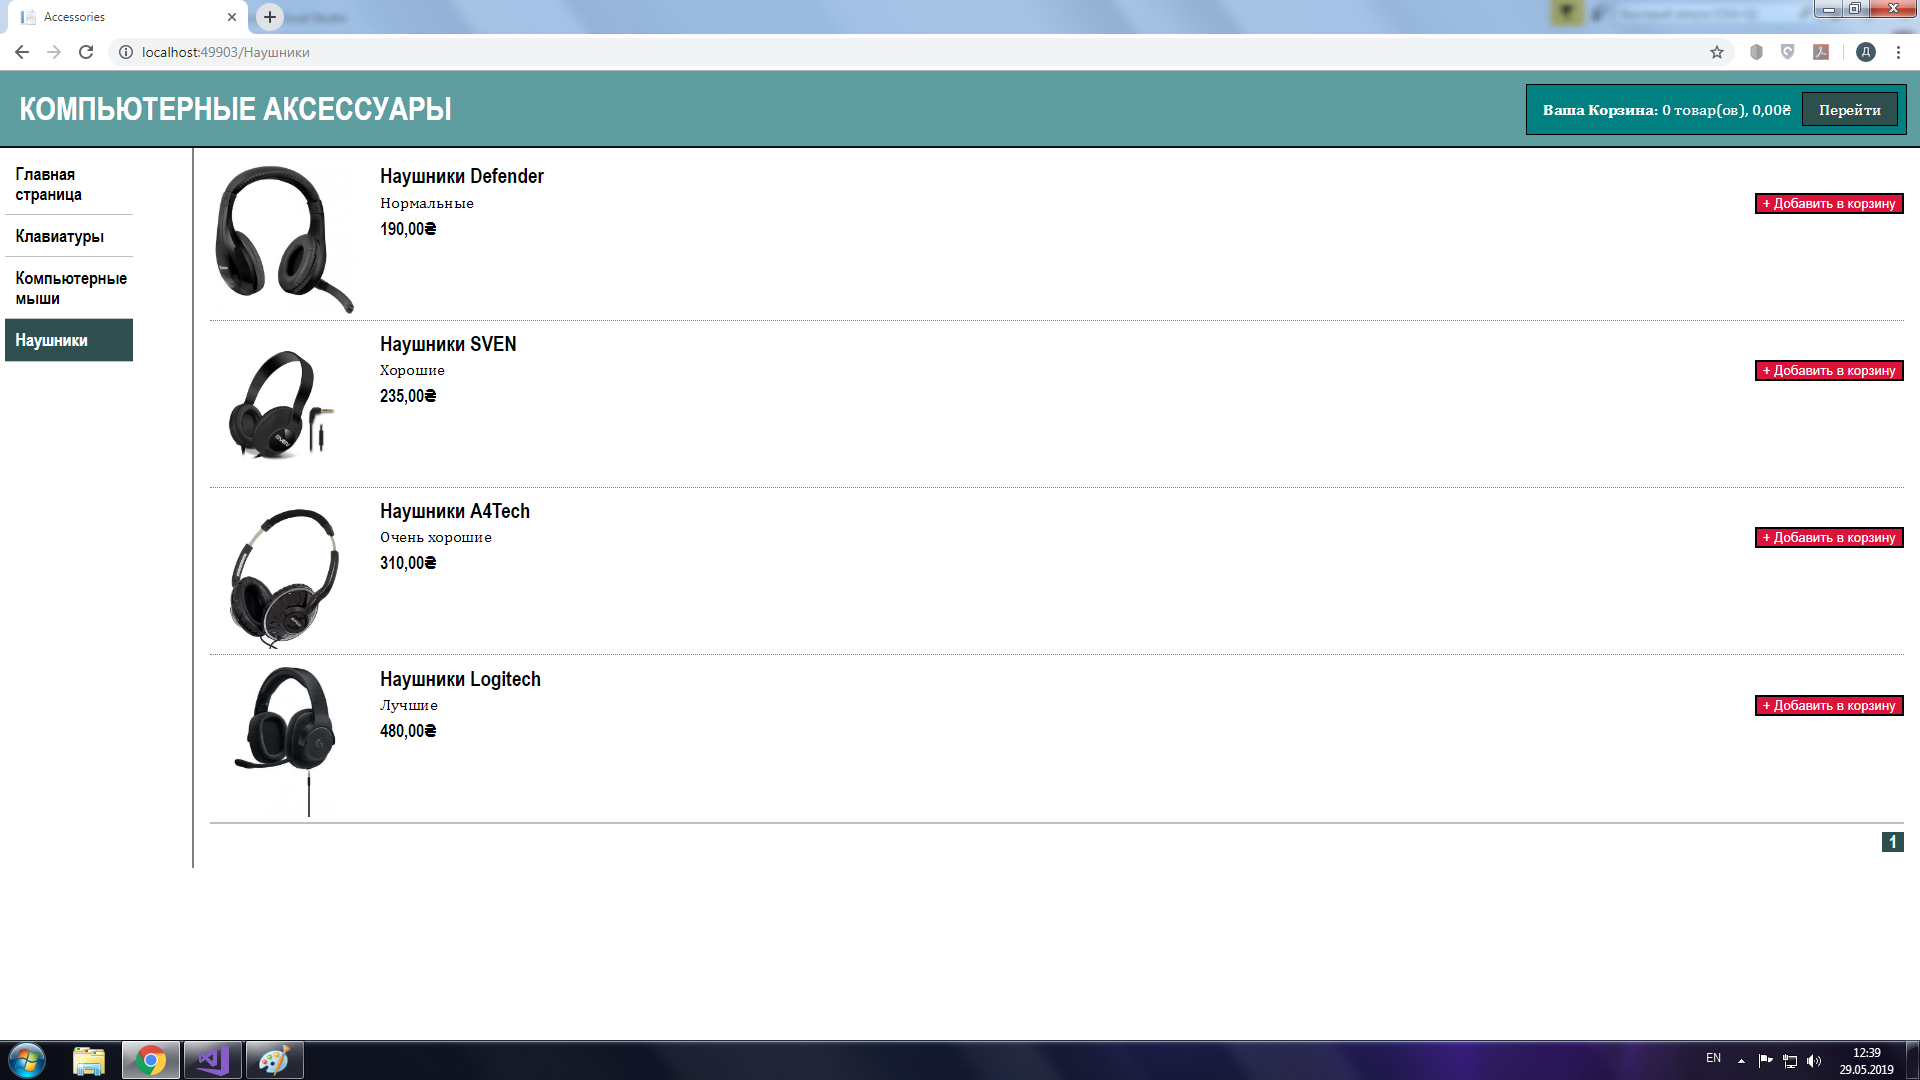 Accessories
localhost:49903/Наушники
Д
КОМПЬЮТЕРНЫЕ АКСЕССУАРЫ
Ваша Корзина: 0 товар(ов), 0,00₴
Перейти
Главная
страница
Клавиатуры
Компьютерные
мыши
Наушники
Наушники Defender
Нормальные
+ Добавить в корзину
190,00₴
Наушники SVEN
Хорошие
+ Добавить в корзину
235,00₴
SVEN
Наушники A4Tech
Очень хорошие
+ Добавить в корзину
310,00₴
Наушники Logitech
Лучшие
+ Добавить в корзину
480,00₴
1
EN
12:39
29.05.2019